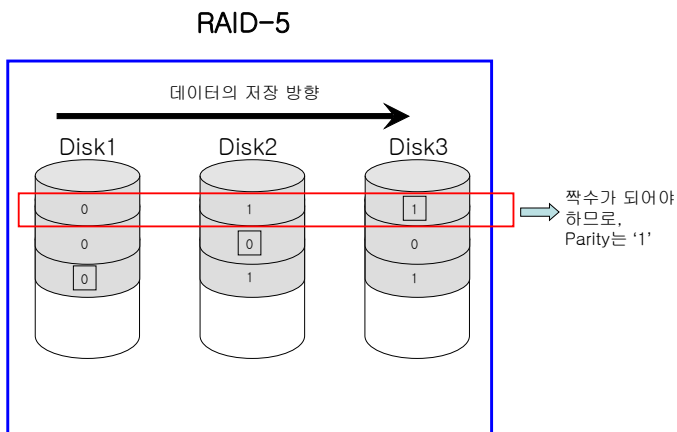 RAID-5
데이터의 저장 방향
Disk1 Disk2 Disk3
0 1 1
0 0 0
0 1 1
짝수가 되어야
하므로,
Parity는 ‘1’